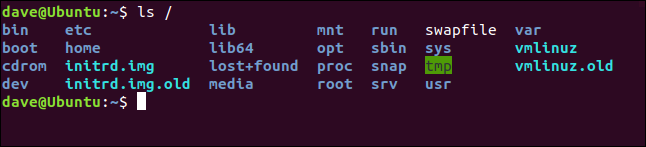 dave@Ubuntu:~$ ls /
bin    etc             lib         mnt   run   swapfile  var
boot   home            lib64       opt   sbin  sys       vmlinuz
cdrom  initrd.img      lost+found  proc  snap  tmp       vmlinuz.old
dev    initrd.img.old  media       root  srv   usr
dave@Ubuntu:~$